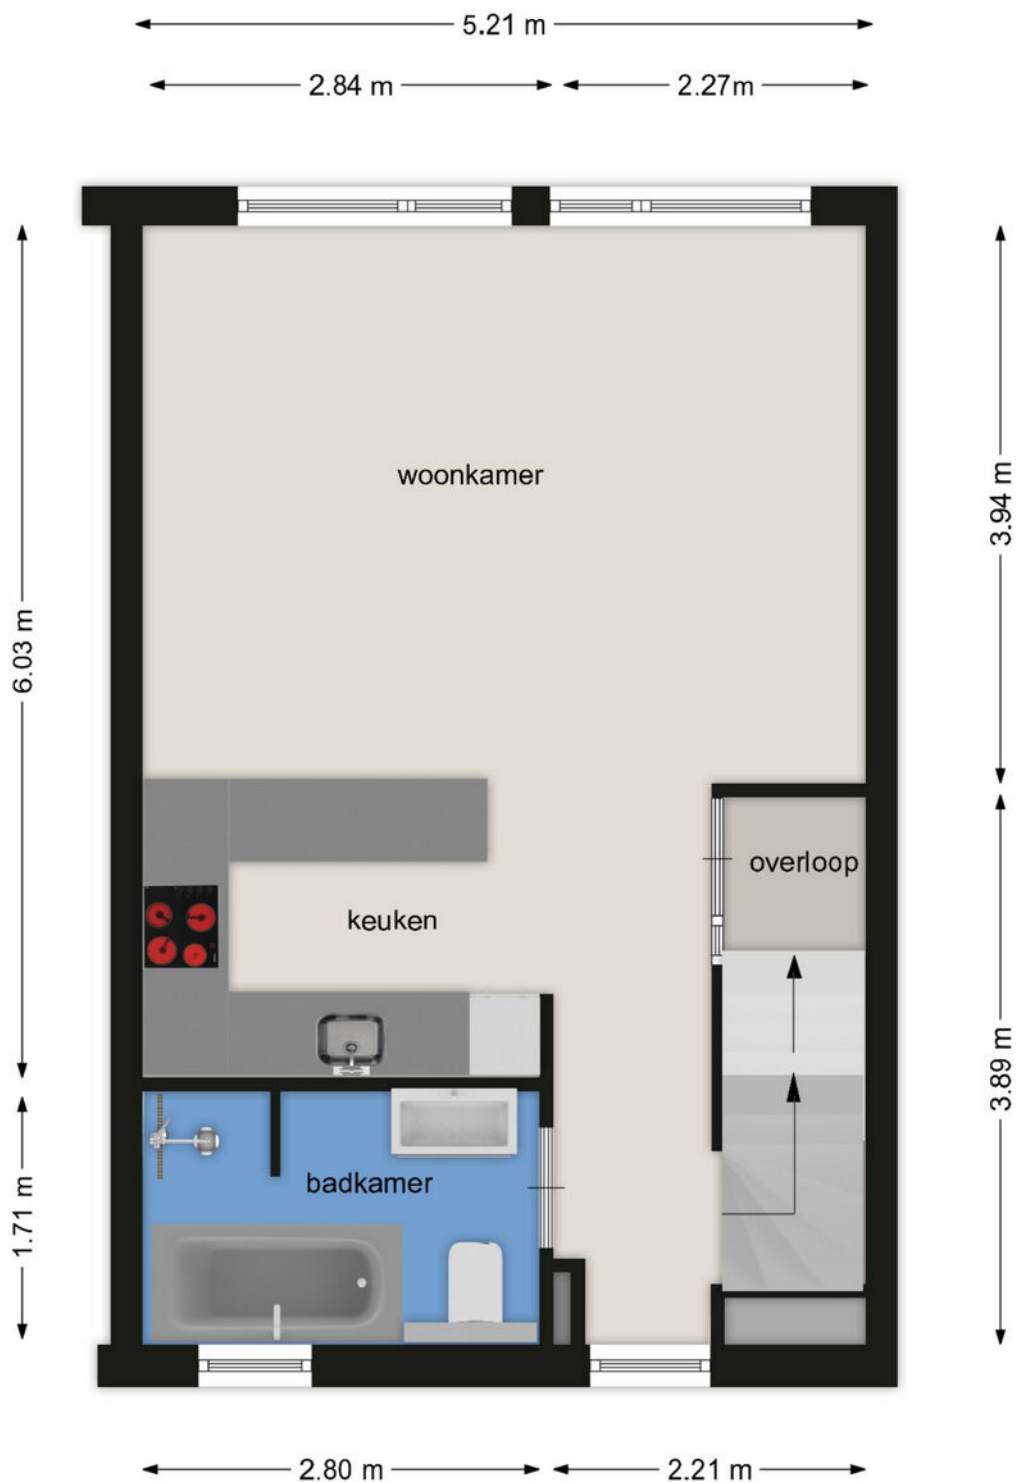 5.21 m
2.84 m
2.27m
woonkamer
3.94 m
6.03 m
overloop
keuken
3.89 m
badkamer
1.71 m
2.80 m
2.21 m